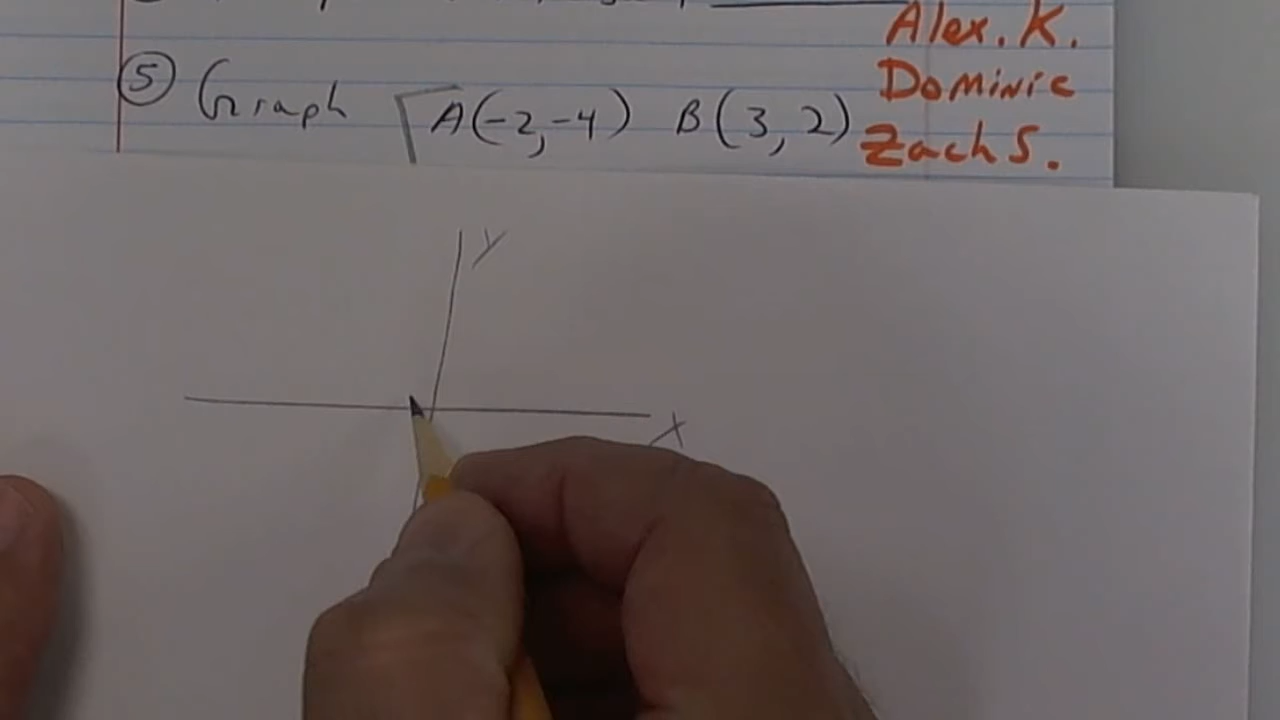 Alex. K.
Dominic
⑤ Graph A(-2,-4) B(3,2) Zach S.
Y
X